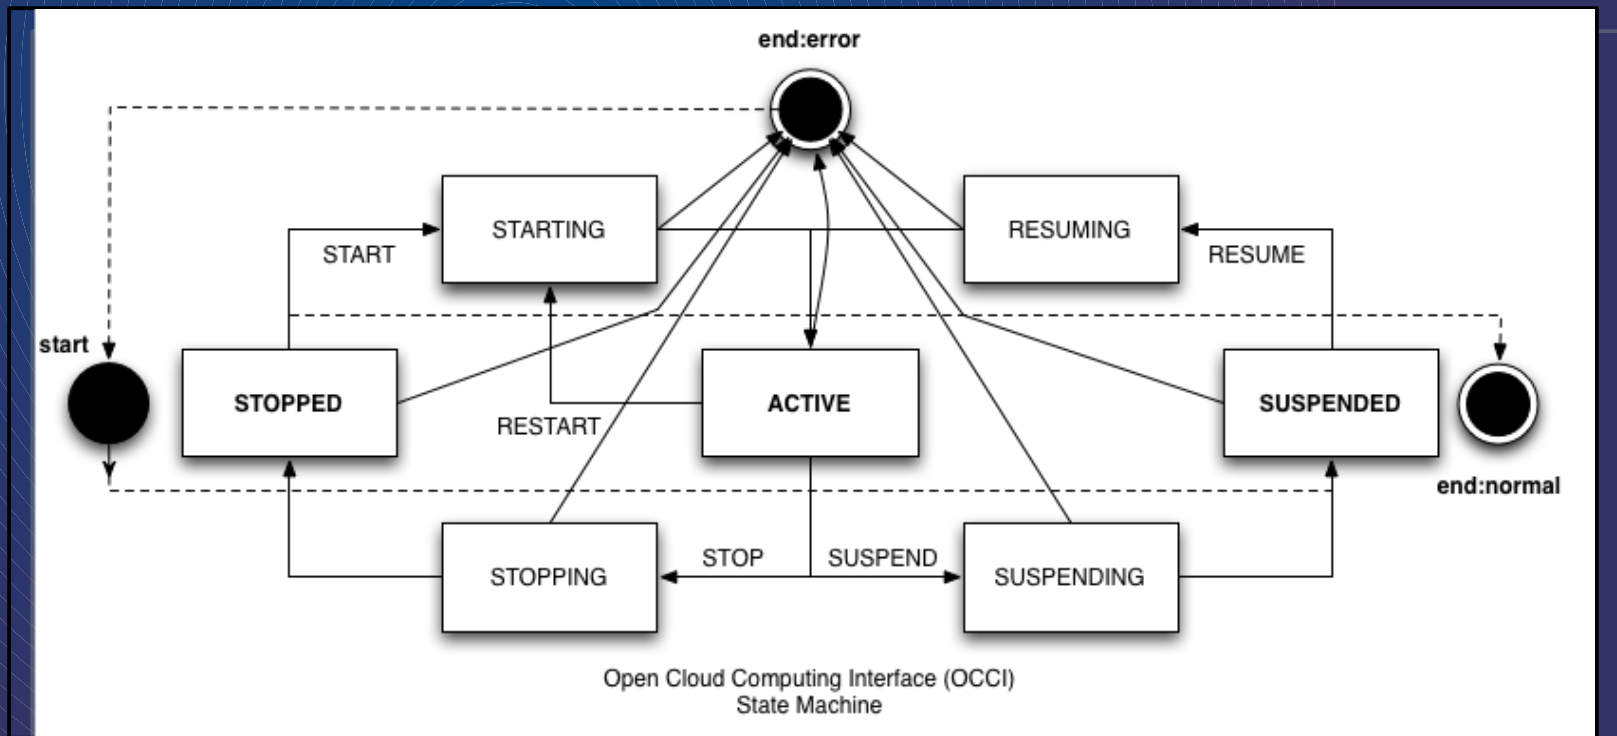 end:error
STARTING
RESUMING
START
RESUME
start
STOPPED
ACTIVE
SUSPENDED
RESTART
end:normal
STOP
SUSPEND
STOPPING
SUSPENDING
Open Cloud Computing Interface (OCCI)
State Machine